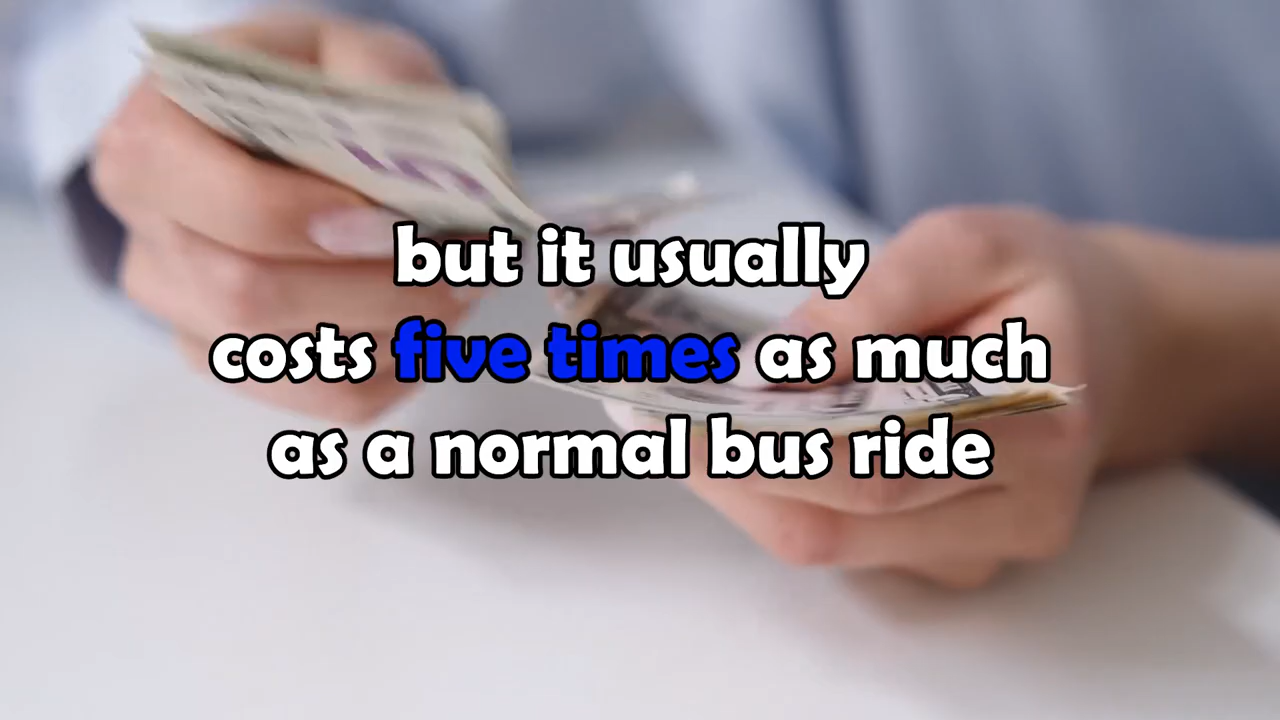 but it usually
costs five times as much
as a normal bus ride